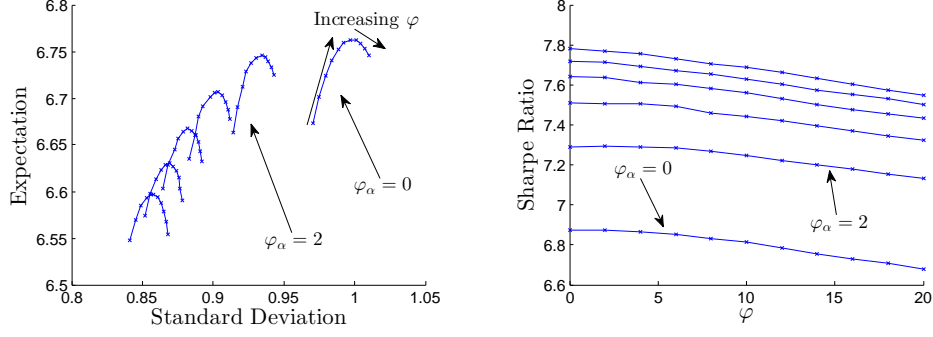 6.8
6.75
6.7
6.65
6.6
6.55
6.5
0.8
0.85
0.9
0.95
1
1.05
Expectation
Standard Deviation
Increasing φ
φα = 0
φα = 2
8
7.8
7.6
7.4
7.2
7
6.8
6.6
0
5
10
15
20
Sharpe Ratio
φ
φα = 0
φα = 2